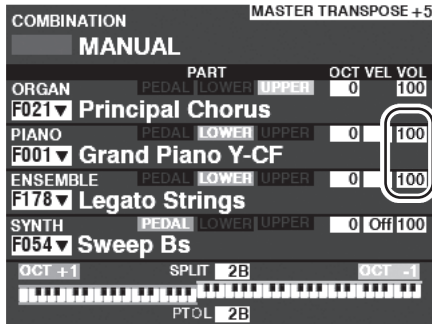 COMBINATION MASTER TRANSPOSE +5
MANUAL
PART OCT VEL VOL
ORGAN PEDAL LOWER UPPER 0 100
F021▼ Principal Chorus
PIANO PEDAL LOWER UPPER 0 100
F001▼ Grand Piano Y-CF
ENSEMBLE PEDAL LOWER UPPER 0 100
F178▼ Legato Strings
SYNTH PEDAL LOWER UPPER 0 Off 100
F054▼ Sweep Bs
OCT +1 SPLIT 2B OCT -1
PTOL 2B